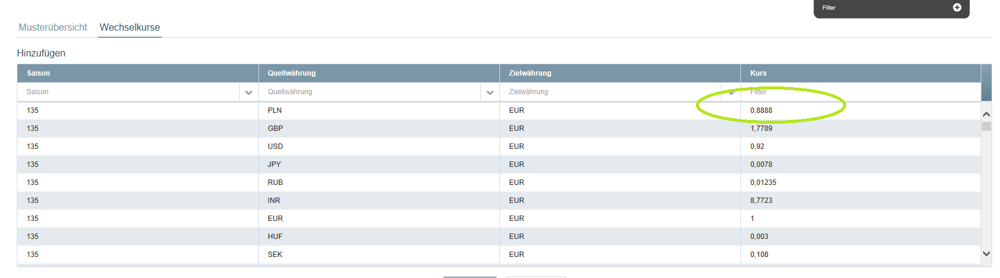 Filter
Musterübersicht Wechselkurse
Hinzufügen
Saison Quellwährung Zielwährung Kurs
Saison Quellwährung Zielwährung Filter
135 PLN EUR 0,8888
135 GBP EUR 1,7789
135 USD EUR 0,92
135 JPY EUR 0,0078
135 RUB EUR 0,01235
135 INR EUR 8,7723
135 EUR EUR 1
135 HUF EUR 0,003
135 SEK EUR 0,108